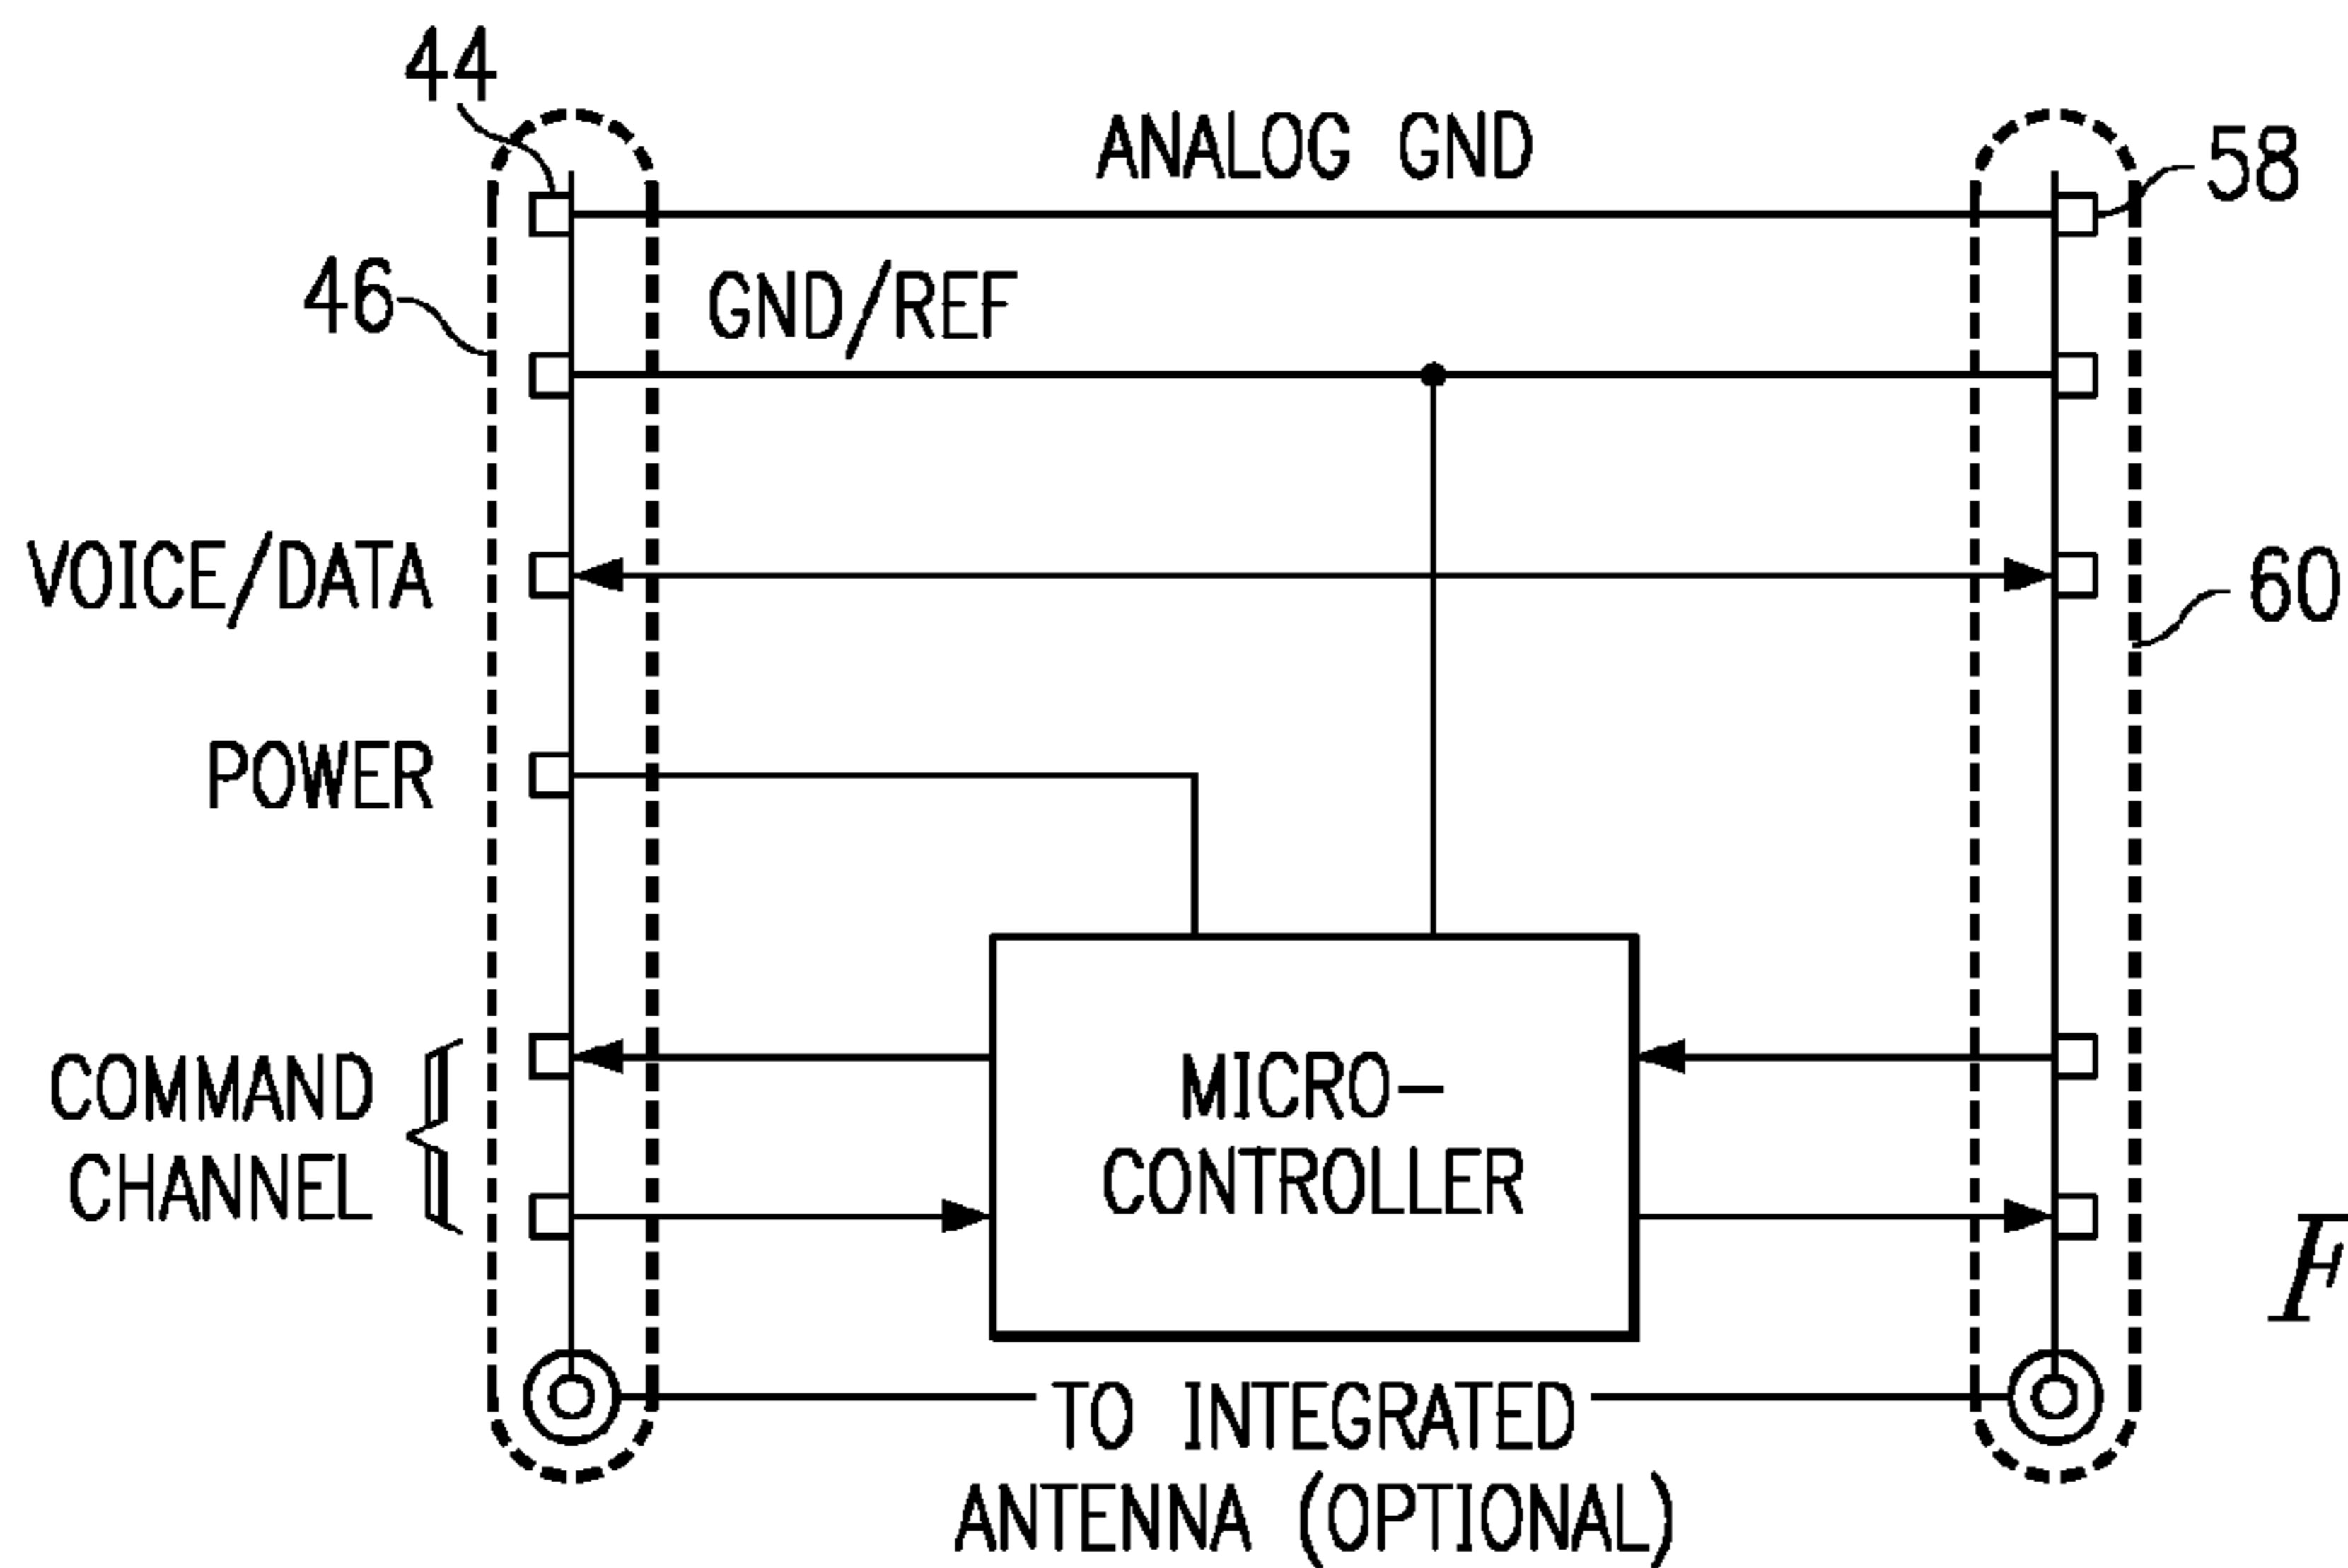 44
ANALOG GND
58
46
GND/REF
VOICE/DATA
60
POWER
COMMAND
CHANNEL
MICRO-
CONTROLLER
TO INTEGRATED
ANTENNA (OPTIONAL)